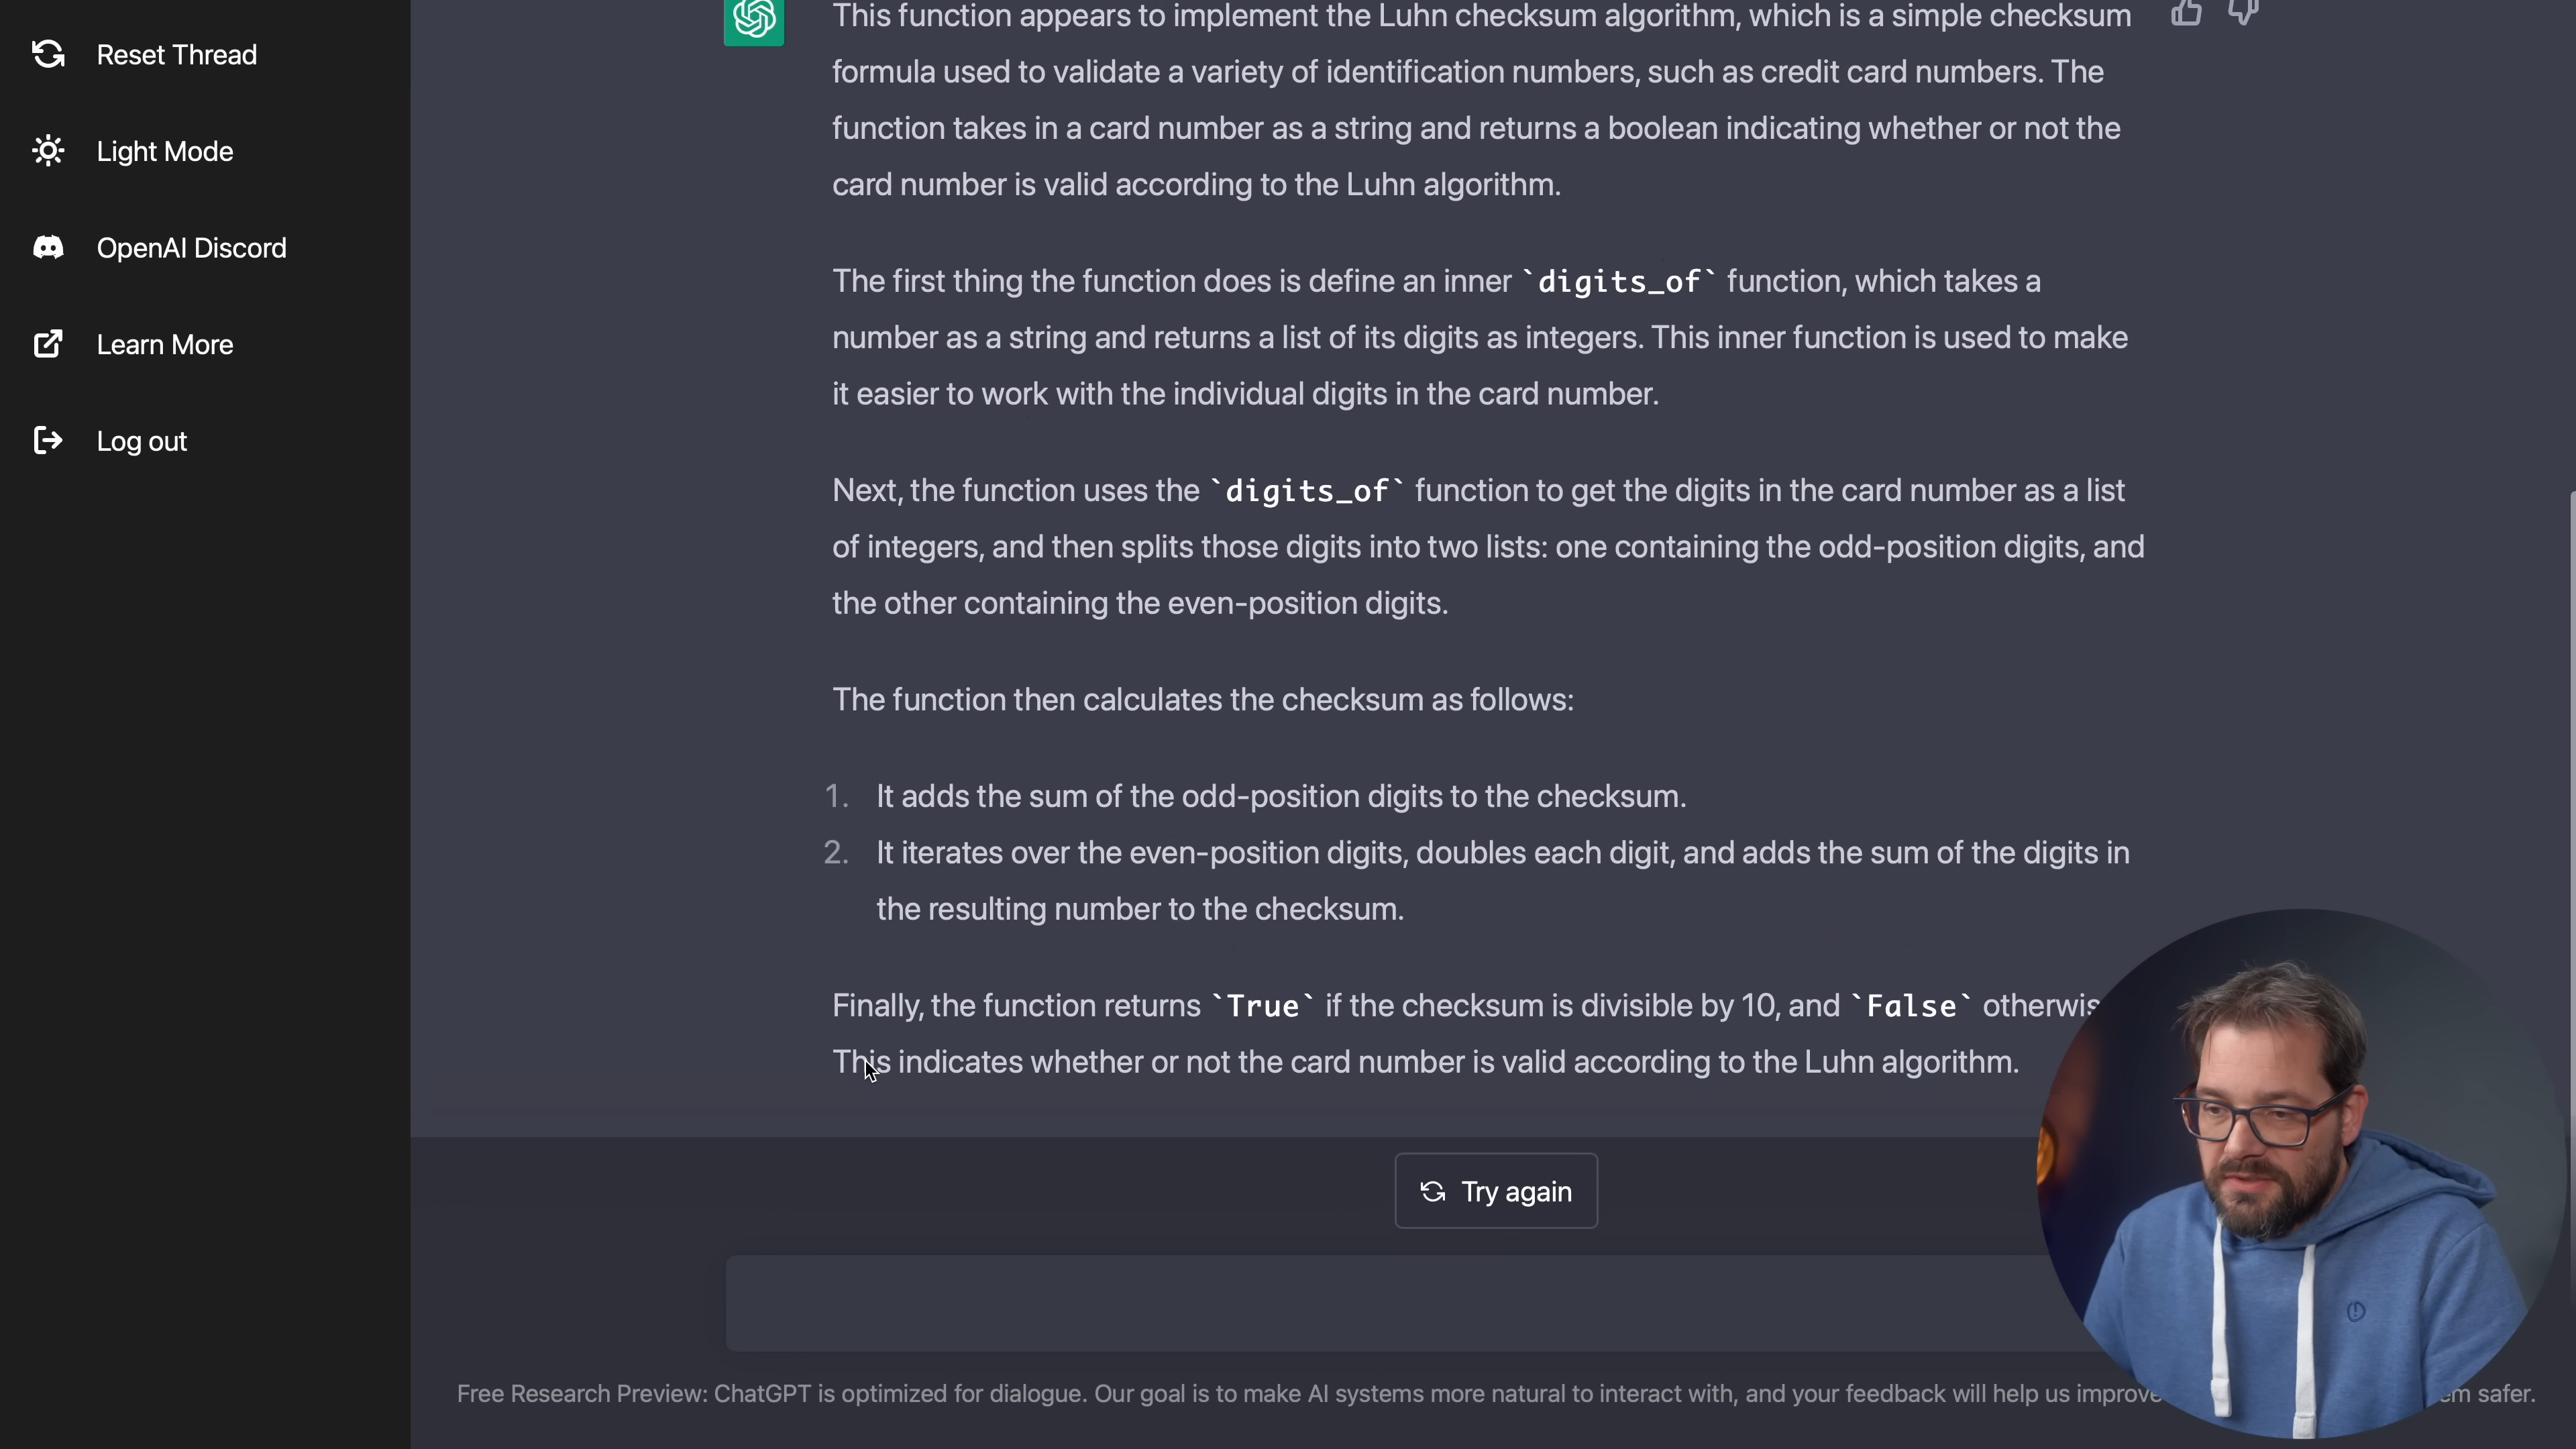 Reset Thread
Light Mode
OpenAI Discord
Learn More
Log out
This function appears to implement the Luhn checksum algorithm, which is a simple checksum
formula used to validate a variety of identification numbers, such as credit card numbers. The
function takes in a card number as a string and returns a boolean indicating whether or not the
card number is valid according to the Luhn algorithm.
The first thing the function does is define an inner `digits_of` function, which takes a
number as a string and returns a list of its digits as integers. This inner function is used to make
it easier to work with the individual digits in the card number.
Next, the function uses the `digits_of` function to get the digits in the card number as a list
of integers, and then splits those digits into two lists: one containing the odd-position digits, and
the other containing the even-position digits.
The function then calculates the checksum as follows:
1. It adds the sum of the odd-position digits to the checksum.
2. It iterates over the even-position digits, doubles each digit, and adds the sum of the digits in
the resulting number to the checksum.
Finally, the function returns `True` if the checksum is divisible by 10, and `False` otherwis
This indicates whether or not the card number is valid according to the Luhn algorithm.
Try again
Free Research Preview: ChatGPT is optimized for dialogue. Our goal is to make AI systems more natural to interact with, and your feedback will help us improve em safer.